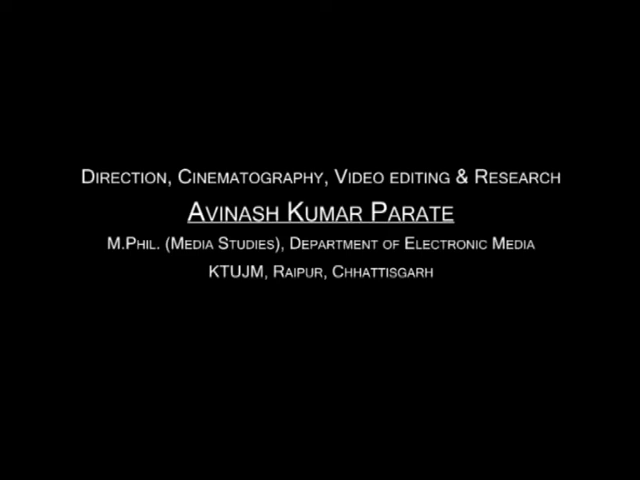 Direction, Cinematography, Video editing & Research
Avinash Kumar Parate
M.Phil. (Media Studies), Department of Electronic Media
KTUJM, Raipur, Chhattisgarh